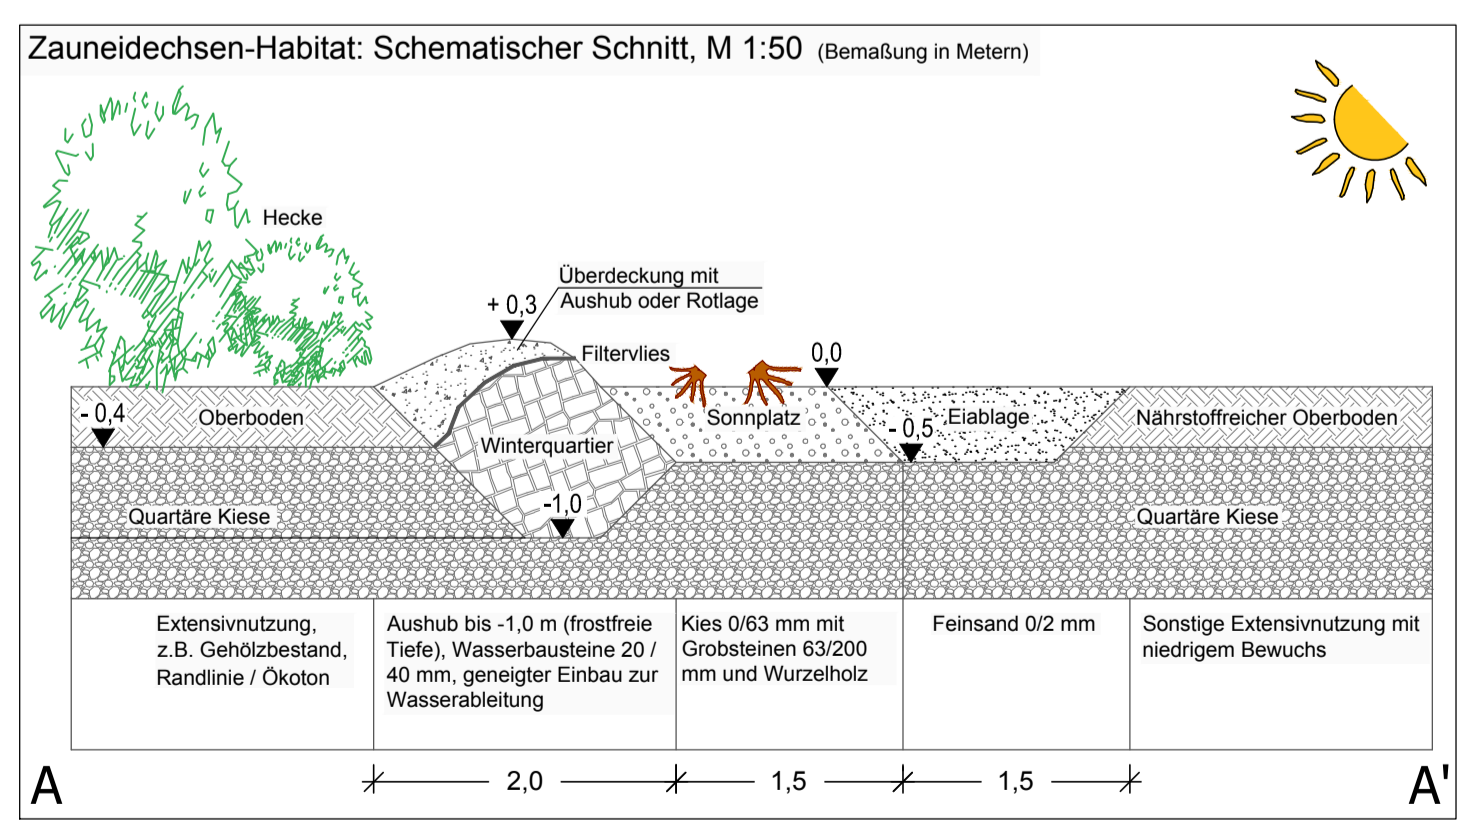 Zauneidechsen-Habitat: Schematischer Schnitt, M 1:50 (Bemaßung in Metern)
Hecke
Überdeckung mit
Aushub oder Rotlage
+ 0,3
Filtervlies
0,0
- 0,4
Oberboden
Sonnplatz
- 0,5
Eiablage
Nährstoffreicher Oberboden
Winterquartier
-1,0
Quartäre Kiese
Quartäre Kiese
Extensivnutzung,
z.B. Gehölzbestand,
Randlinie / Ökoton
Aushub bis -1,0 m (frostfreie
Tiefe), Wasserbausteine 20 /
40 mm, geneigter Einbau zur
Wasserableitung
Kies 0/63 mm mit
Grobsteinen 63/200
mm und Wurzelholz
Feinsand 0/2 mm
Sonstige Extensivnutzung mit
niedrigem Bewuchs
A
2,0
1,5
1,5
A'